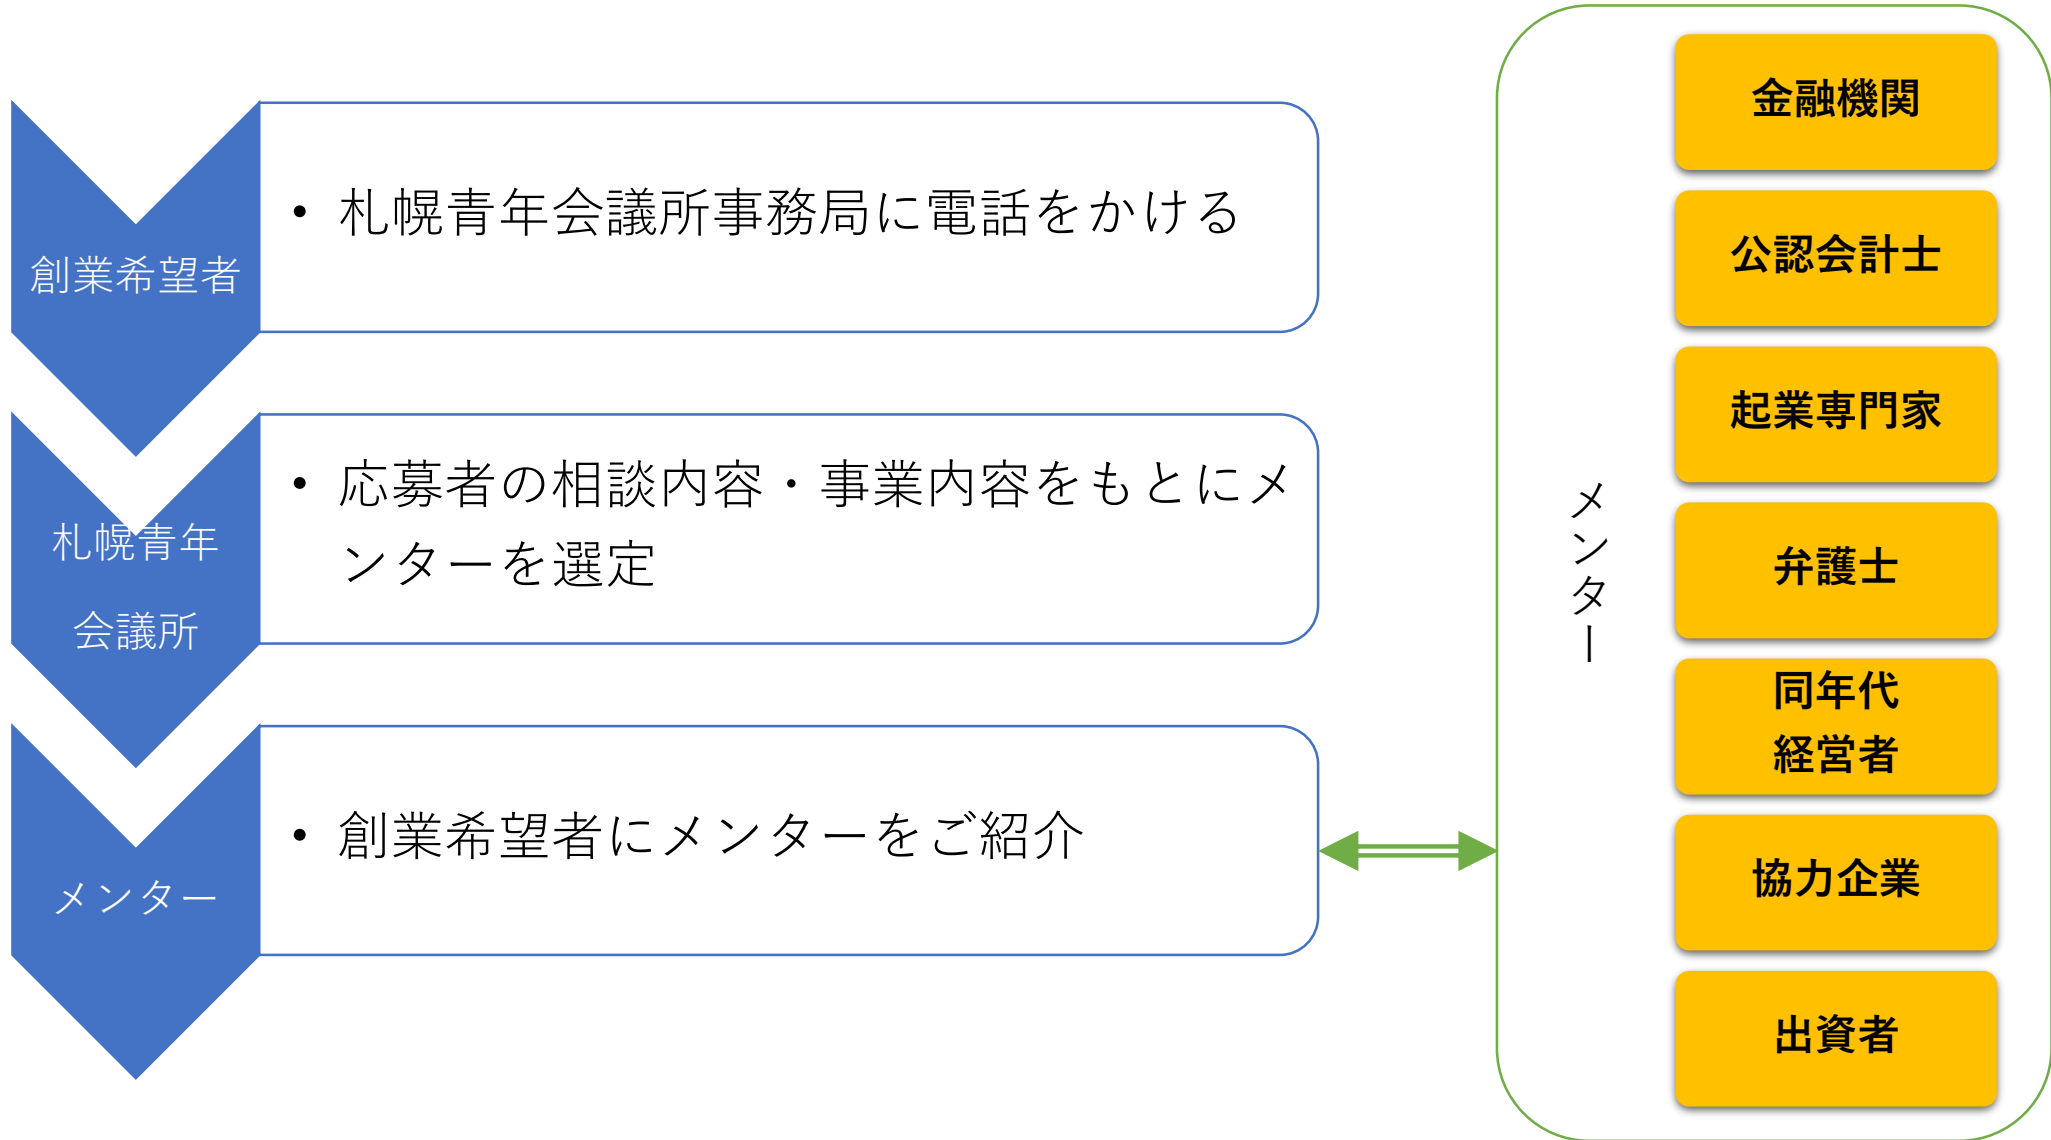 創業希望者
• 札幌青年会議所事務局に電話をかける
札幌青年
会議所
• 応募者の相談内容・事業内容をもとにメ
ンターを選定
メンター
• 創業希望者にメンターをご紹介
メンター
金融機関
公認会計士
起業専門家
弁護士
同年代
経営者
協力企業
出資者